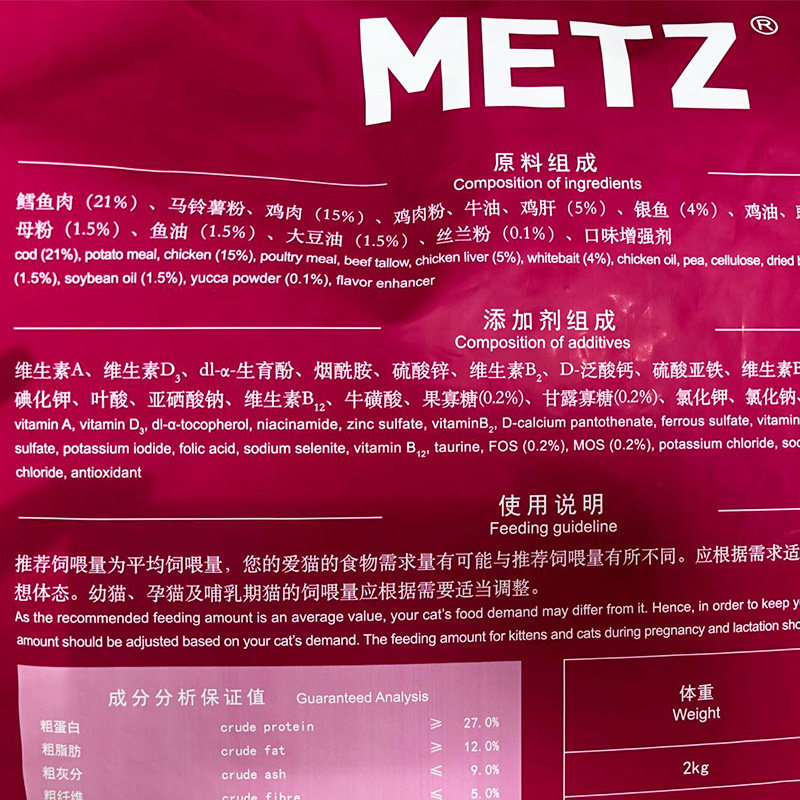 METZ®
原料组成
Composition of ingredients
鳕鱼肉（21%）、马铃薯粉、鸡肉（15%）、鸡肉粉、牛油、鸡肝（5%）、银鱼（4%）、鸡油、
母粉（1.5%）、鱼油（1.5%）、大豆油（1.5%）、丝兰粉（0.1%）、口味增强剂
cod (21%), potato meal, chicken (15%), poultry meal, beef tallow, chicken liver (5%), whitebait (4%), chicken oil, pea, cellulose, dried
(1.5%), soybean oil (1.5%), yucca powder (0.1%), flavor enhancer
添加剂组成
Composition of additives
维生素A、维生素D3、dl-α-生育酚、烟酰胺、硫酸锌、维生素B2、D-泛酸钙、硫酸亚铁、维生素B
碘化钾、叶酸、亚硒酸钠、维生素B12、牛磺酸、果寡糖(0.2%)、甘露寡糖(0.2%)、氯化钾、氯化钠、
vitamin A, vitamin D3, dl-α-tocopherol, niacinamide, zinc sulfate, vitaminB2, D-calcium pantothenate, ferrous sulfate, vitamin
sulfate, potassium iodide, folic acid, sodium selenite, vitamin B12, taurine, FOS (0.2%), MOS (0.2%), potassium chloride,
chloride, antioxidant
使用说明
Feeding guideline
推荐饲喂量为平均饲喂量，您的爱猫的食物需求量有可能与推荐饲喂量有所不同。应根据需求适
想体态。幼猫、孕猫及哺乳期猫的饲喂量应根据需要适当调整。
As the recommended feeding amount is an average value, your cat's food demand may differ from it. Hence, in order to keep
amount should be adjusted based on your cat's demand. The feeding amount for kittens and cats during pregnancy and lactation
成分分析保证值 Guaranteed Analysis
粗蛋白 crude protein ≥ 27.0%
粗脂肪 crude fat ≥ 12.0%
粗灰分 crude ash ≤ 9.0%
粗纤维 crude fibre ≤ 5.0%
体重
Weight
2kg